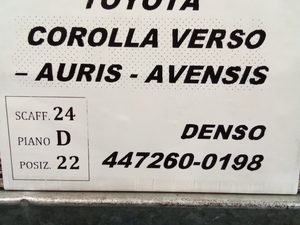 TOYOTA
COROLLA VERSO
– AURIS - AVENSIS
SCAFF. 24
PIANO D
POSIZ. 22
DENSO
447260-0198